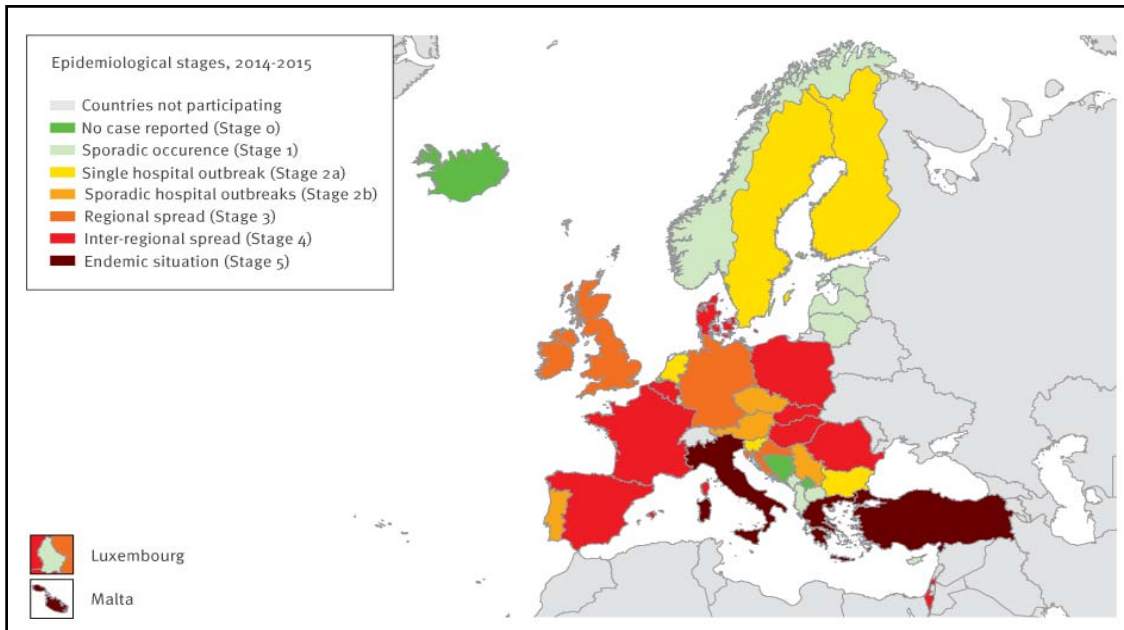 Epidemiological stages, 2014-2015
Countries not participating
No case reported (Stage 0)
Sporadic occurence (Stage 1)
Single hospital outbreak (Stage 2a)
Sporadic hospital outbreaks (Stage 2b)
Regional spread (Stage 3)
Inter-regional spread (Stage 4)
Endemic situation (Stage 5)
Luxembourg
Malta